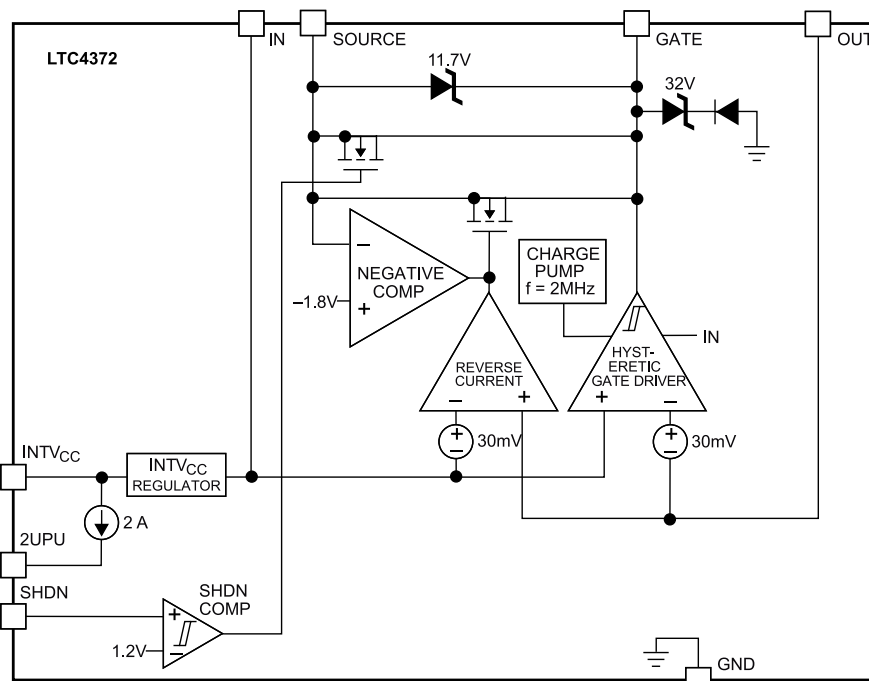 LTC4372
IN
SOURCE
GATE
OUT
11.7V
32V
NEGATIVE
COMP
–
+
–1.8V
CHARGE
PUMP
f = 2MHz
IN
HYST-
ERETIC
GATE DRIVER
+
–
REVERSE
CURRENT
–
+
+
–
30mV
+
–
30mV
INTVCC
INTVCC
REGULATOR
2 A
2UPU
SHDN
SHDN
COMP
+
–
1.2V
GND